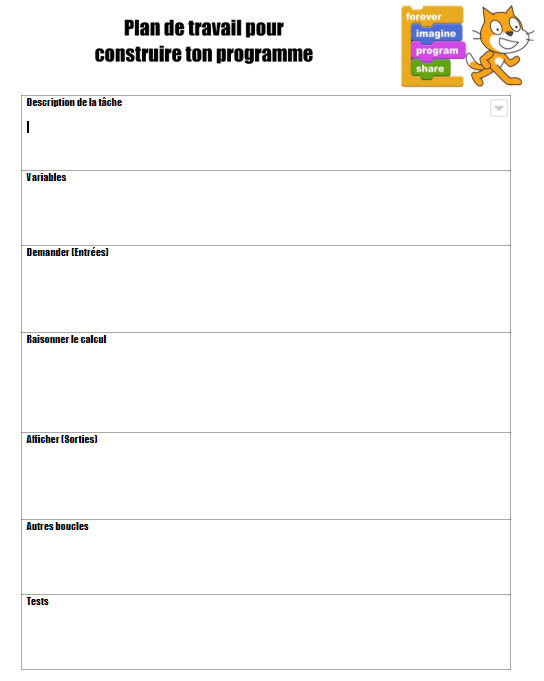 Plan de travail pour
construire ton programme
forever
imagine
program
share
Description de la tâche
Variables
Demander (Entrées)
Raisonner le calcul
Afficher (Sorties)
Autres boucles
Tests